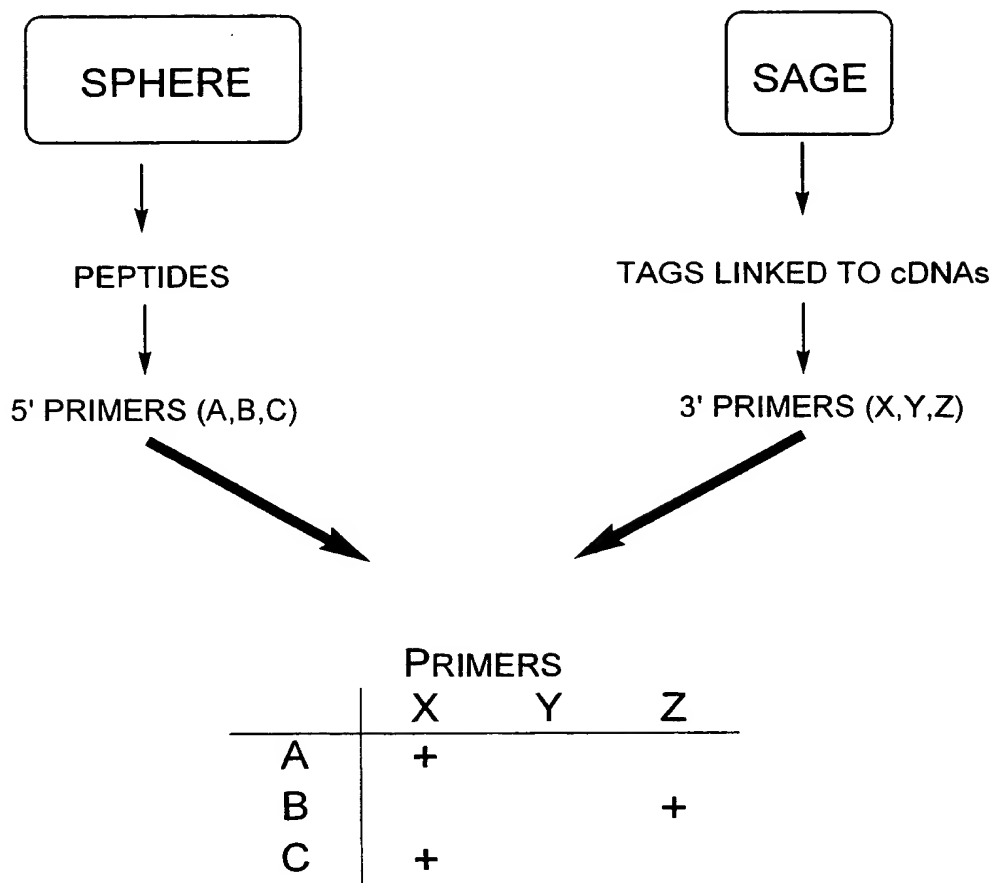 SPHERE
SAGE
PEPTIDES
TAGS LINKED TO cDNAs
5' PRIMERS (A,B,C)
3' PRIMERS (X,Y,Z)
PRIMERS
X Y Z
A +
B +
C +